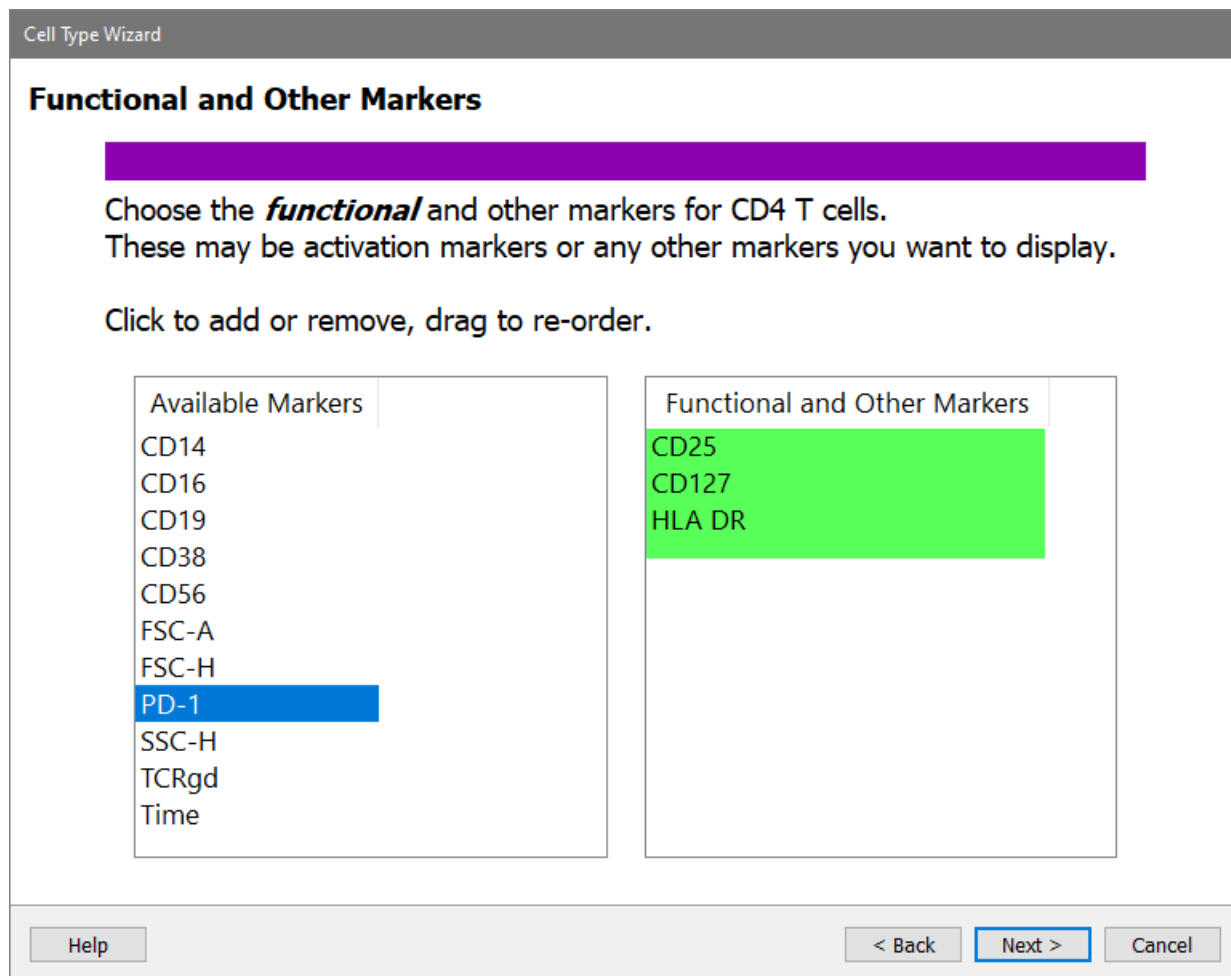 Cell Type Wizard
Functional and Other Markers
Choose the functional and other markers for CD4 T cells.
These may be activation markers or any other markers you want to display.
Click to add or remove, drag to re-order.
Available Markers
CD14
CD16
CD19
CD38
CD56
FSC-A
FSC-H
PD-1
SSC-H
TCRgd
Time
Functional and Other Markers
CD25
CD127
HLA DR
Help
< Back
Next >
Cancel